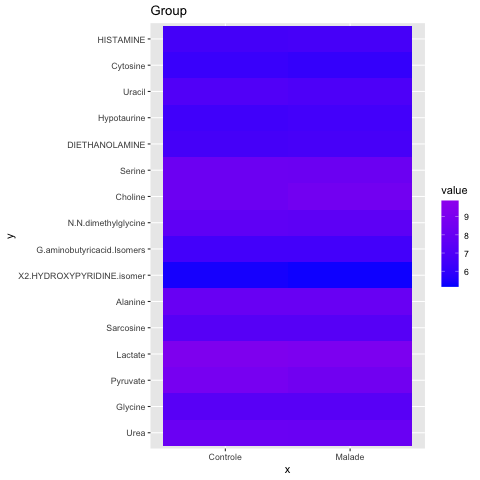 Group
HISTAMINE
Cytosine
Uracil
Hypotaurine
DIETHANOLAMINE
Serine
Choline
N.N.dimethylglycine
G.aminobutyricacid.Isomers
X2.HYDROXYPYRIDINE.isomer
Alanine
Sarcosine
Lactate
Pyruvate
Glycine
Urea
y
Controle Malade
x
value
9
8
7
6